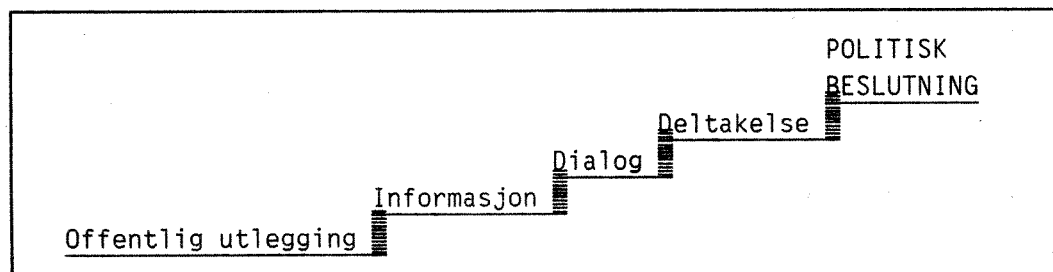 POLITISK
BESLUTNING
Deltakelse
Dialog
Informasjon
Offentlig utlegging